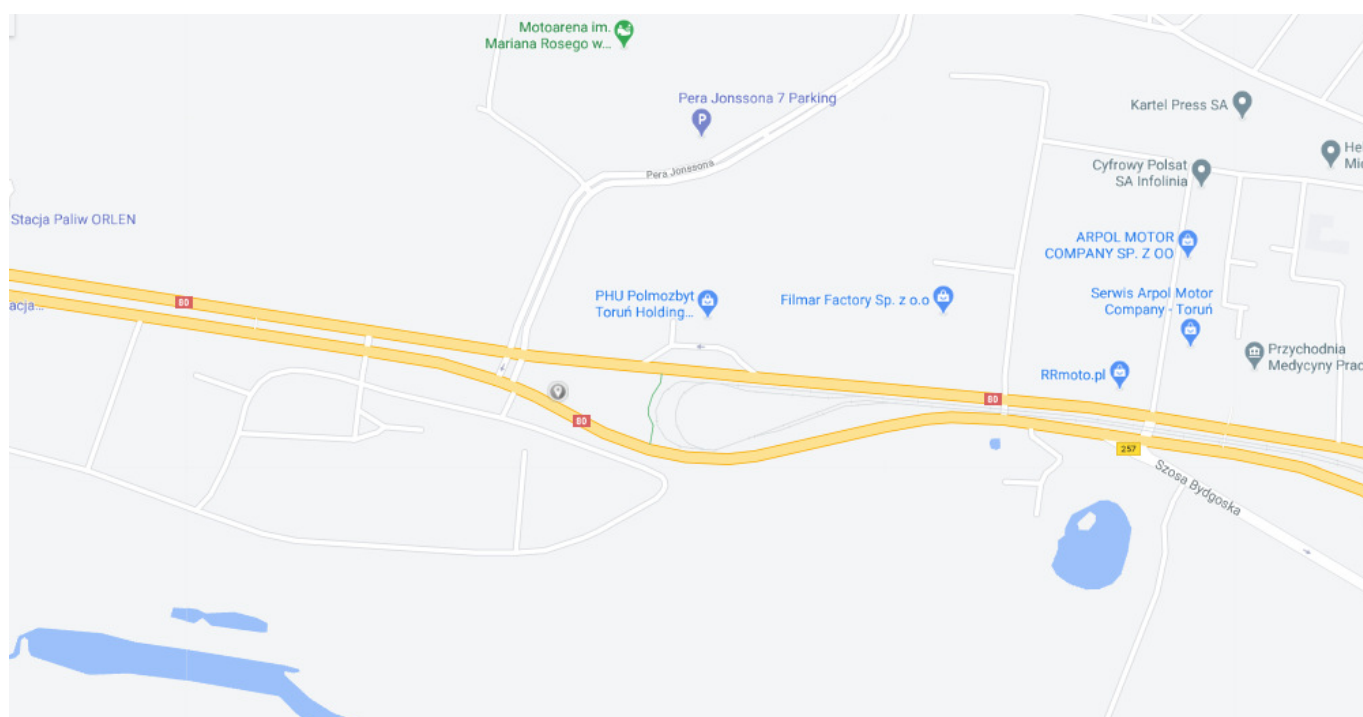 Motoarena im.
Mariana Rosego w...
Pera Jonssona 7 Parking
Kartel Press SA
Hei
Mic
Cyfrowy Polsat
SA Infolinia
Pera Jonssona
Stacja Paliw ORLEN
ARPOL MOTOR
COMPANY SP. Z OO
80
acja...
PHU Polmozbyt
Toruń Holding...
Filmar Factory Sp. z o.o
Serwis Arpol Motor
Company - Toruń
Przychodnia
Medycyny Prac
RRmoto.pl
80
80
257
Szosa Bydgoska